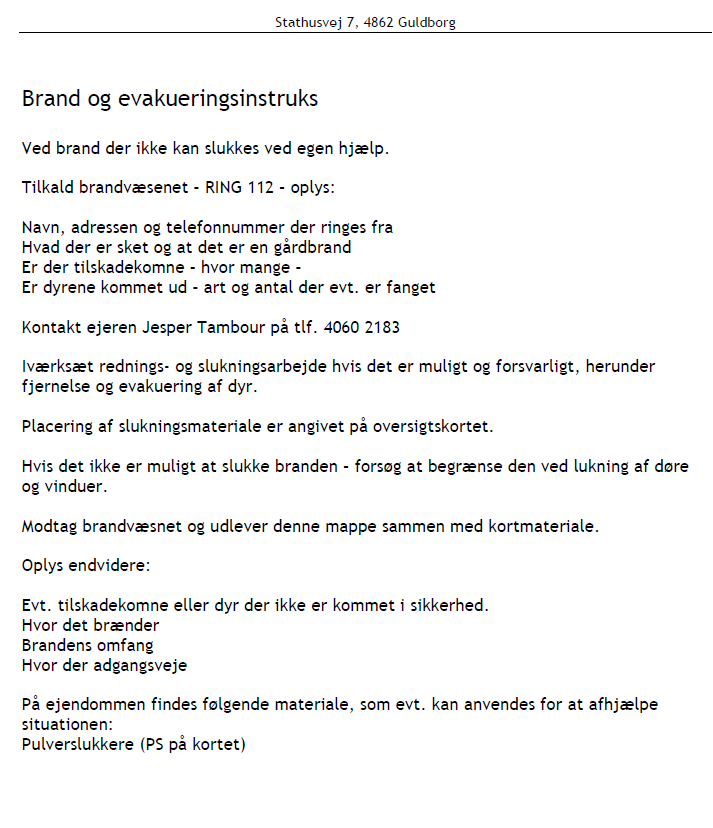 Stathusvej 7, 4862 Guldborg
Brand og evakueringsinstruks
Ved brand der ikke kan slukkes ved egen hjælp.
Tilkald brandvæsenet - RING 112 - oplys:
Navn, adressen og telefonnummer der ringes fra
Hvad der er sket og at det er en gårdbrand
Er der tilskadekomne - hvor mange -
Er dyrene kommet ud - art og antal der evt. er fanget
Kontakt ejeren Jesper Tambour på tlf. 4060 2183
Iværksæt rednings- og slukningsarbejde hvis det er muligt og forsvarligt, herunder
fjernelse og evakuering af dyr.
Placering af slukningsmateriale er angivet på oversigtskortet.
Hvis det ikke er muligt at slukke branden - forsøg at begrænse den ved lukning af døre
og vinduer.
Modtag brandvæsnet og udlever denne mappe sammen med kortmateriale.
Oplys endvidere:
Evt. tilskadekomne eller dyr der ikke er kommet i sikkerhed.
Hvor det brænder
Brandens omfang
Hvor der adgangsveje
På ejendommen findes følgende materiale, som evt. kan anvendes for at afhjælpe
situationen:
Pulverslukkere (PS på kortet)